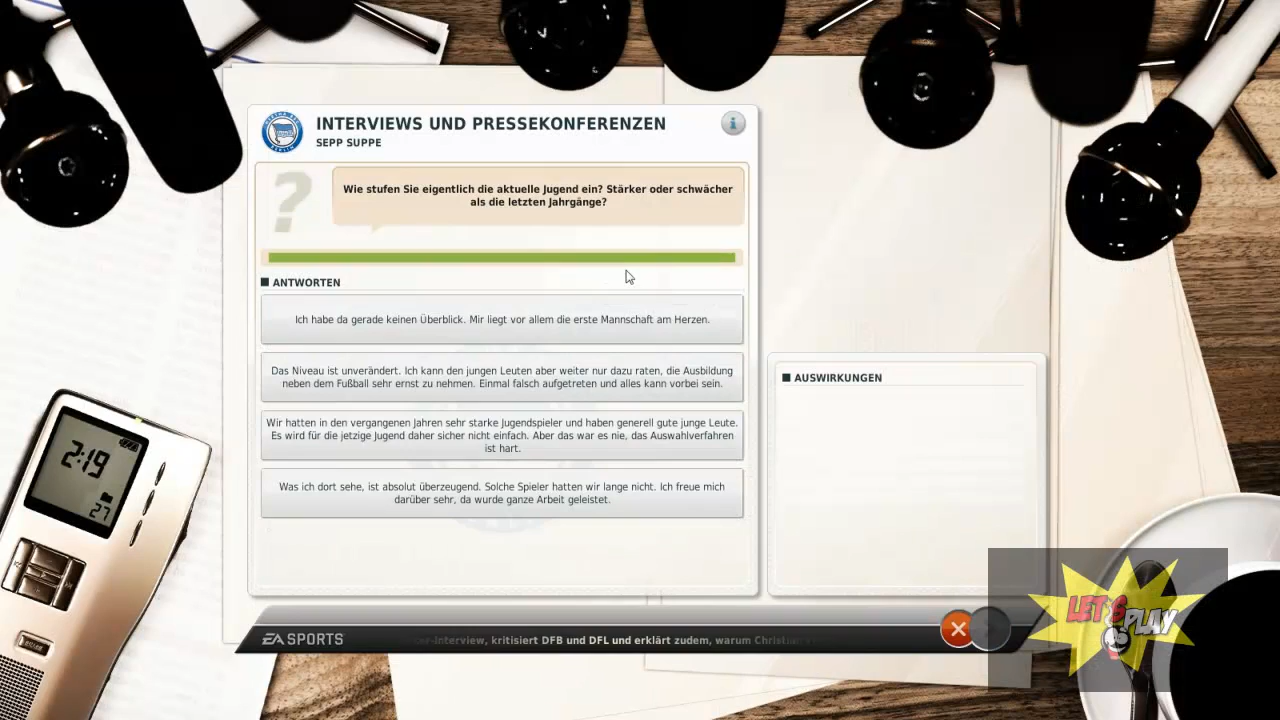 INTERVIEWS UND PRESSEKONFERENZEN
SEPP SUPPE
Wie stufen Sie eigentlich die aktuelle Jugend ein? Stärker oder schwächer
als die letzten Jahrgänge?
ANTWORTEN
Ich habe da gerade keinen Überblick. Mir liegt vor allem die erste Mannschaft am Herzen.
Das Niveau ist unverändert. Ich kann den jungen Leuten aber weiter nur dazu raten, die Ausbildung
neben dem Fußball sehr ernst zu nehmen. Einmal falsch aufgetreten und alles kann vorbei sein.
Wir hatten in den vergangenen Jahren sehr starke Jugendspieler und haben generell gute junge Leute.
Es wird für die jetzige Jugend daher sicher nicht einfach. Aber das war es nie, das Auswahlverfahren
ist hart.
Was ich dort sehe, ist absolut überzeugend. Solche Spieler hatten wir lange nicht. Ich freue mich
darüber sehr, da wurde ganze Arbeit geleistet.
AUSWIRKUNGEN
2:19
27
EA SPORTS
-Interview, kritisiert DFB und DFL und erklärt zudem, warum Christian
LET'S
PLAY